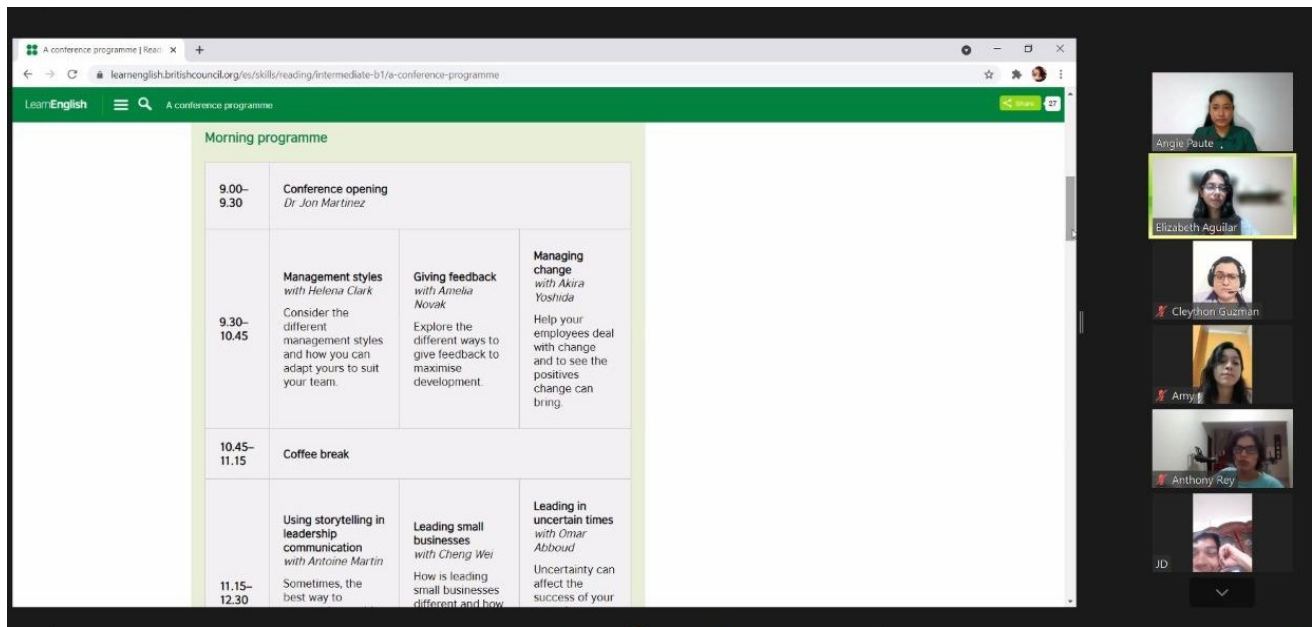 A conference programme | Read
learnenglish.britishcouncil.org/es/skills/reading/intermediate-b1/a-conference-programme
LearnEnglish
A conference programme
Share
27
Morning programme
9.00–
9.30
Conference opening
Dr Jon Martinez
9.30–
10.45
Management styles
with Helena Clark
Consider the
different
management styles
and how you can
adapt yours to suit
your team.
Giving feedback
with Amelia
Novak
Explore the
different ways to
give feedback to
maximise
development.
Managing
change
with Akira
Yoshida
Help your
employees deal
with change
and to see the
positives
change can
bring.
10.45–
11.15
Coffee break
11.15–
12.30
Using storytelling in
leadership
communication
with Antoine Martin
Sometimes, the
best way to
Leading small
businesses
with Cheng Wei
How is leading
small businesses
different and how
Leading in
uncertain times
with Omar
Abboud
Uncertainty can
affect the
success of your
Angie Paute
Elizabeth Aguilar
Cleython Guzman
Amy
Anthony Rey
JD